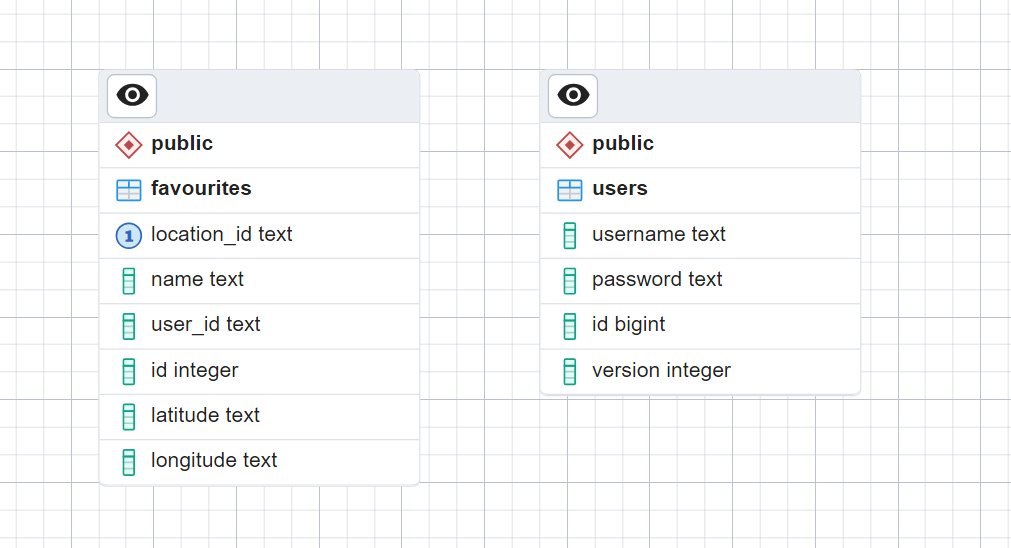 public
favourites
1 location_id text
name text
user_id text
id integer
latitude text
longitude text
public
users
username text
password text
id bigint
version integer